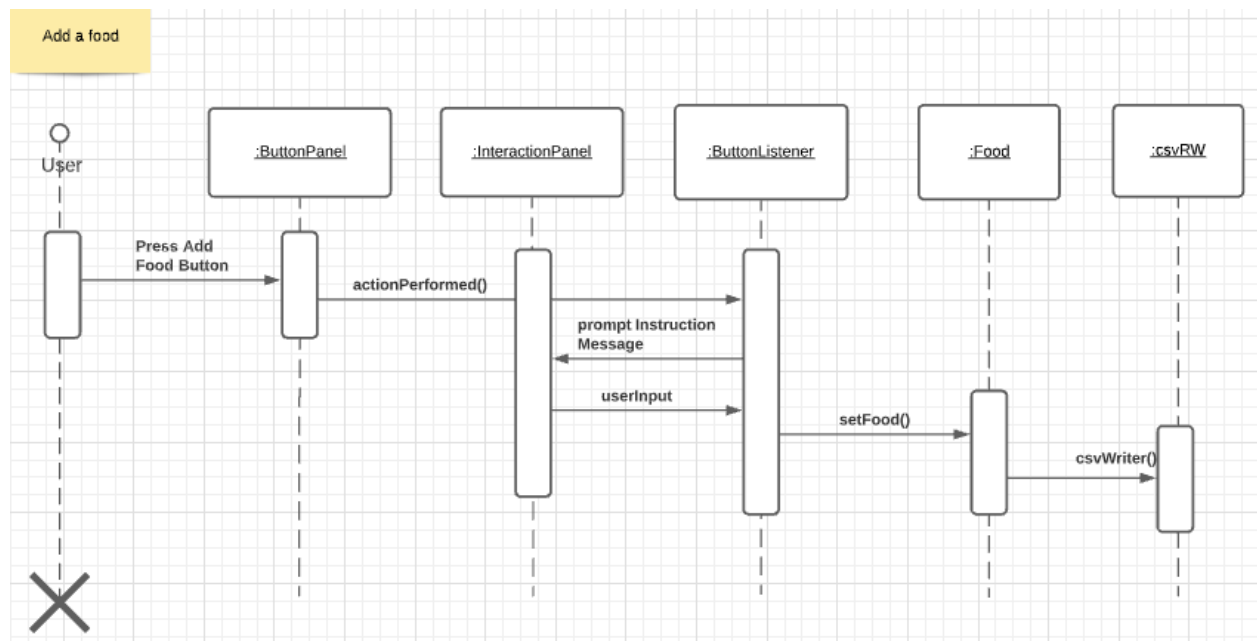 Add a food
User
:ButtonPanel
:InteractionPanel
:ButtonListener
:Food
:csvRW
Press Add
Food Button
actionPerformed()
prompt Instruction
Message
userInput
setFood()
csvWriter()